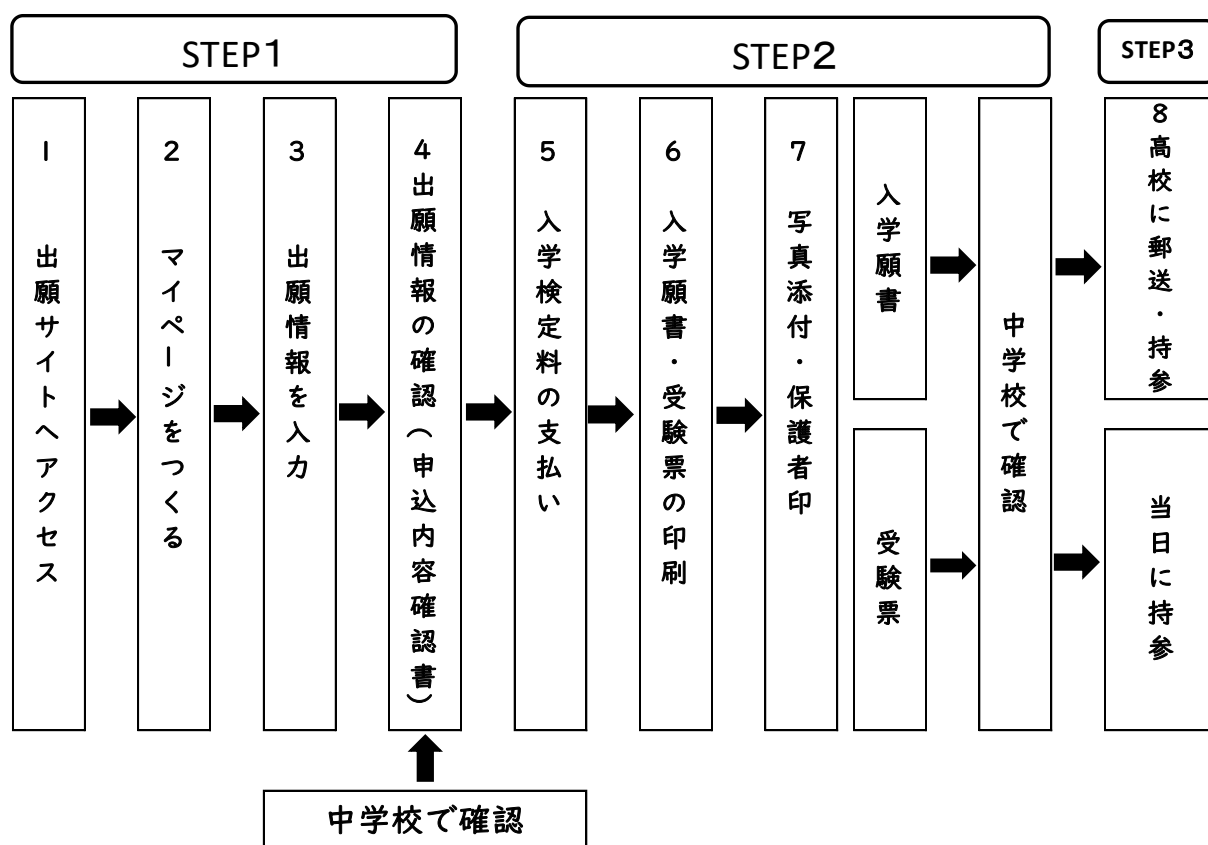 STEP1
1 出願サイトへアクセス
2 マイページをつくる
3 出願情報を入力
4出願情報の確認(申込内容確認書)
中学校で確認
STEP2
5 入学検定料の支払い
6 入学願書・受験票の印刷
7 写真添付・保護者印
入学願書
受験票
中学校で確認
STEP3
8高校に郵送・持参
当日に持参